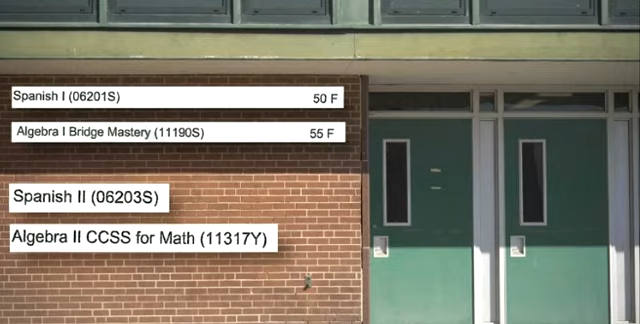 Spanish I (06201S) 50 F
Algebra I Bridge Mastery (11190S) 55 F
Spanish II (06203S)
Algebra II CCSS for Math (11317Y)